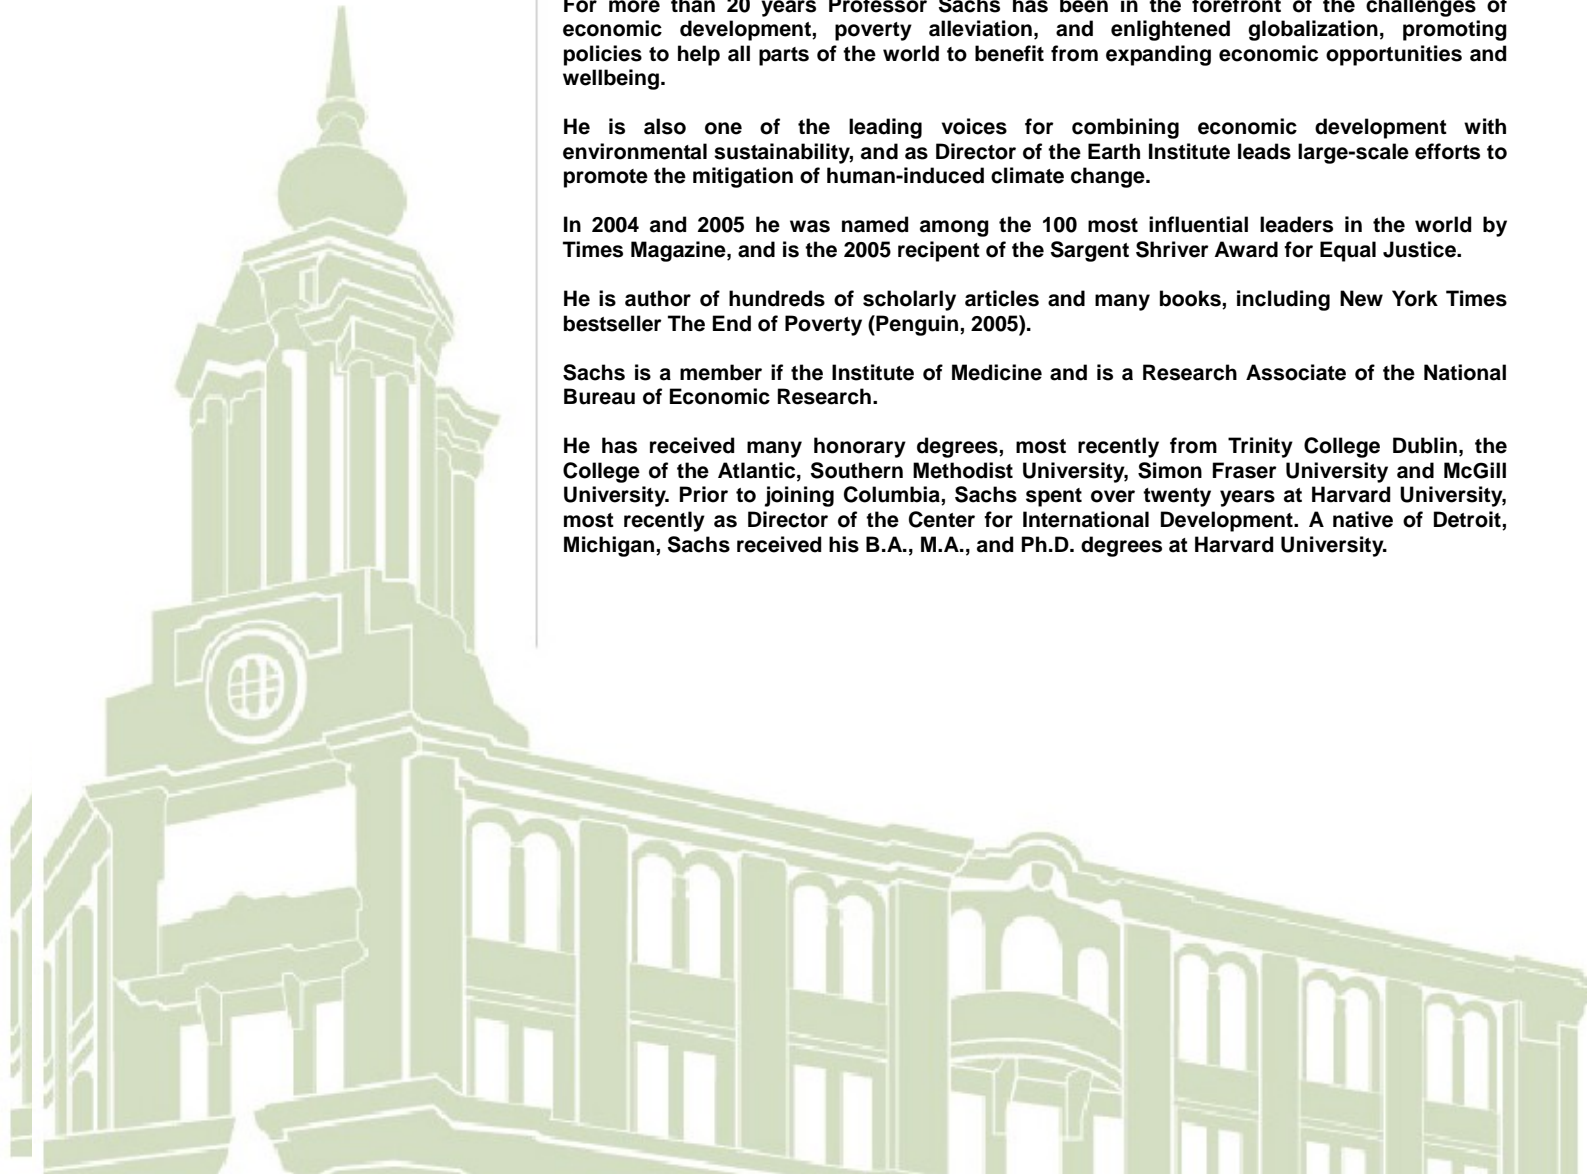 For more than 20 years Professor Sachs has been in the forefront of the challenges of
economic development, poverty alleviation, and enlightened globalization, promoting
policies to help all parts of the world to benefit from expanding economic opportunities and
wellbeing.
He is also one of the leading voices for combining economic development with
environmental sustainability, and as Director of the Earth Institute leads large-scale efforts to
promote the mitigation of human-induced climate change.
In 2004 and 2005 he was named among the 100 most influential leaders in the world by
Times Magazine, and is the 2005 recipent of the Sargent Shriver Award for Equal Justice.
He is author of hundreds of scholarly articles and many books, including New York Times
bestseller The End of Poverty (Penguin, 2005).
Sachs is a member if the Institute of Medicine and is a Research Associate of the National
Bureau of Economic Research.
He has received many honorary degrees, most recently from Trinity College Dublin, the
College of the Atlantic, Southern Methodist University, Simon Fraser University and McGill
University. Prior to joining Columbia, Sachs spent over twenty years at Harvard University,
most recently as Director of the Center for International Development. A native of Detroit,
Michigan, Sachs received his B.A., M.A., and Ph.D. degrees at Harvard University.